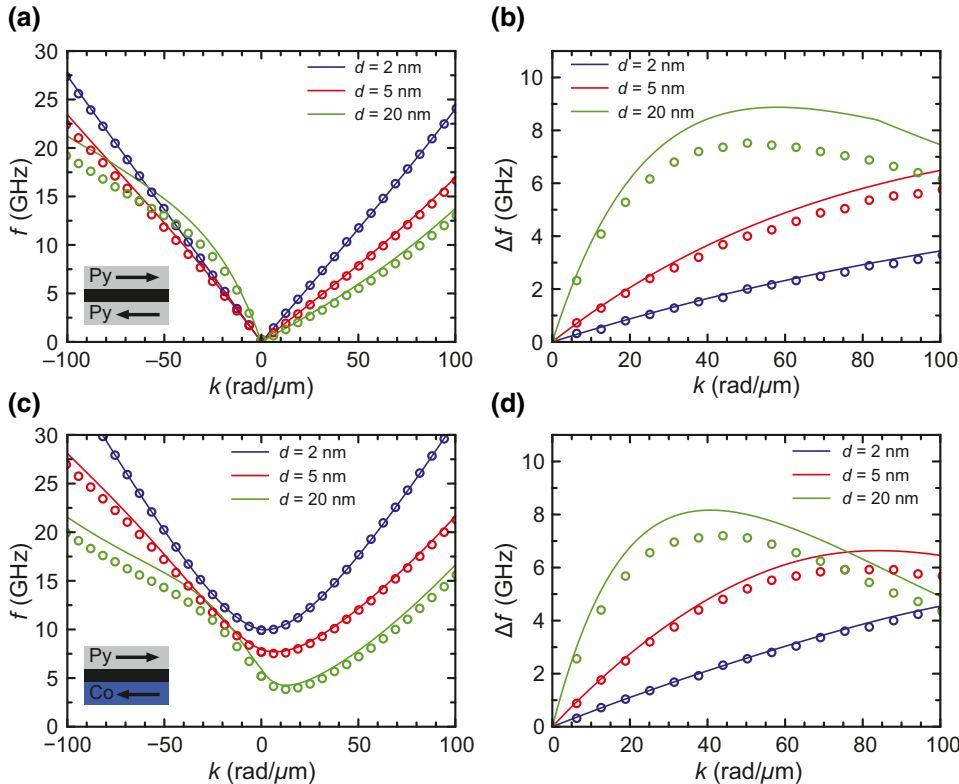 (a)
30
25
20
15
10
5
0
f (GHz)
−100
−50
0
50
100
k (rad/µm)
d = 2 nm
d = 5 nm
d = 20 nm
Py
Py
(b)
10
8
6
4
2
0
Δf (GHz)
0
20
40
60
80
100
k (rad/µm)
d = 2 nm
d = 5 nm
d = 20 nm
(c)
30
25
20
15
10
5
0
f (GHz)
−100
−50
0
50
100
k (rad/µm)
d = 2 nm
d = 5 nm
d = 20 nm
Py
Co
(d)
10
8
6
4
2
0
Δf (GHz)
0
20
40
60
80
100
k (rad/µm)
d = 2 nm
d = 5 nm
d = 20 nm